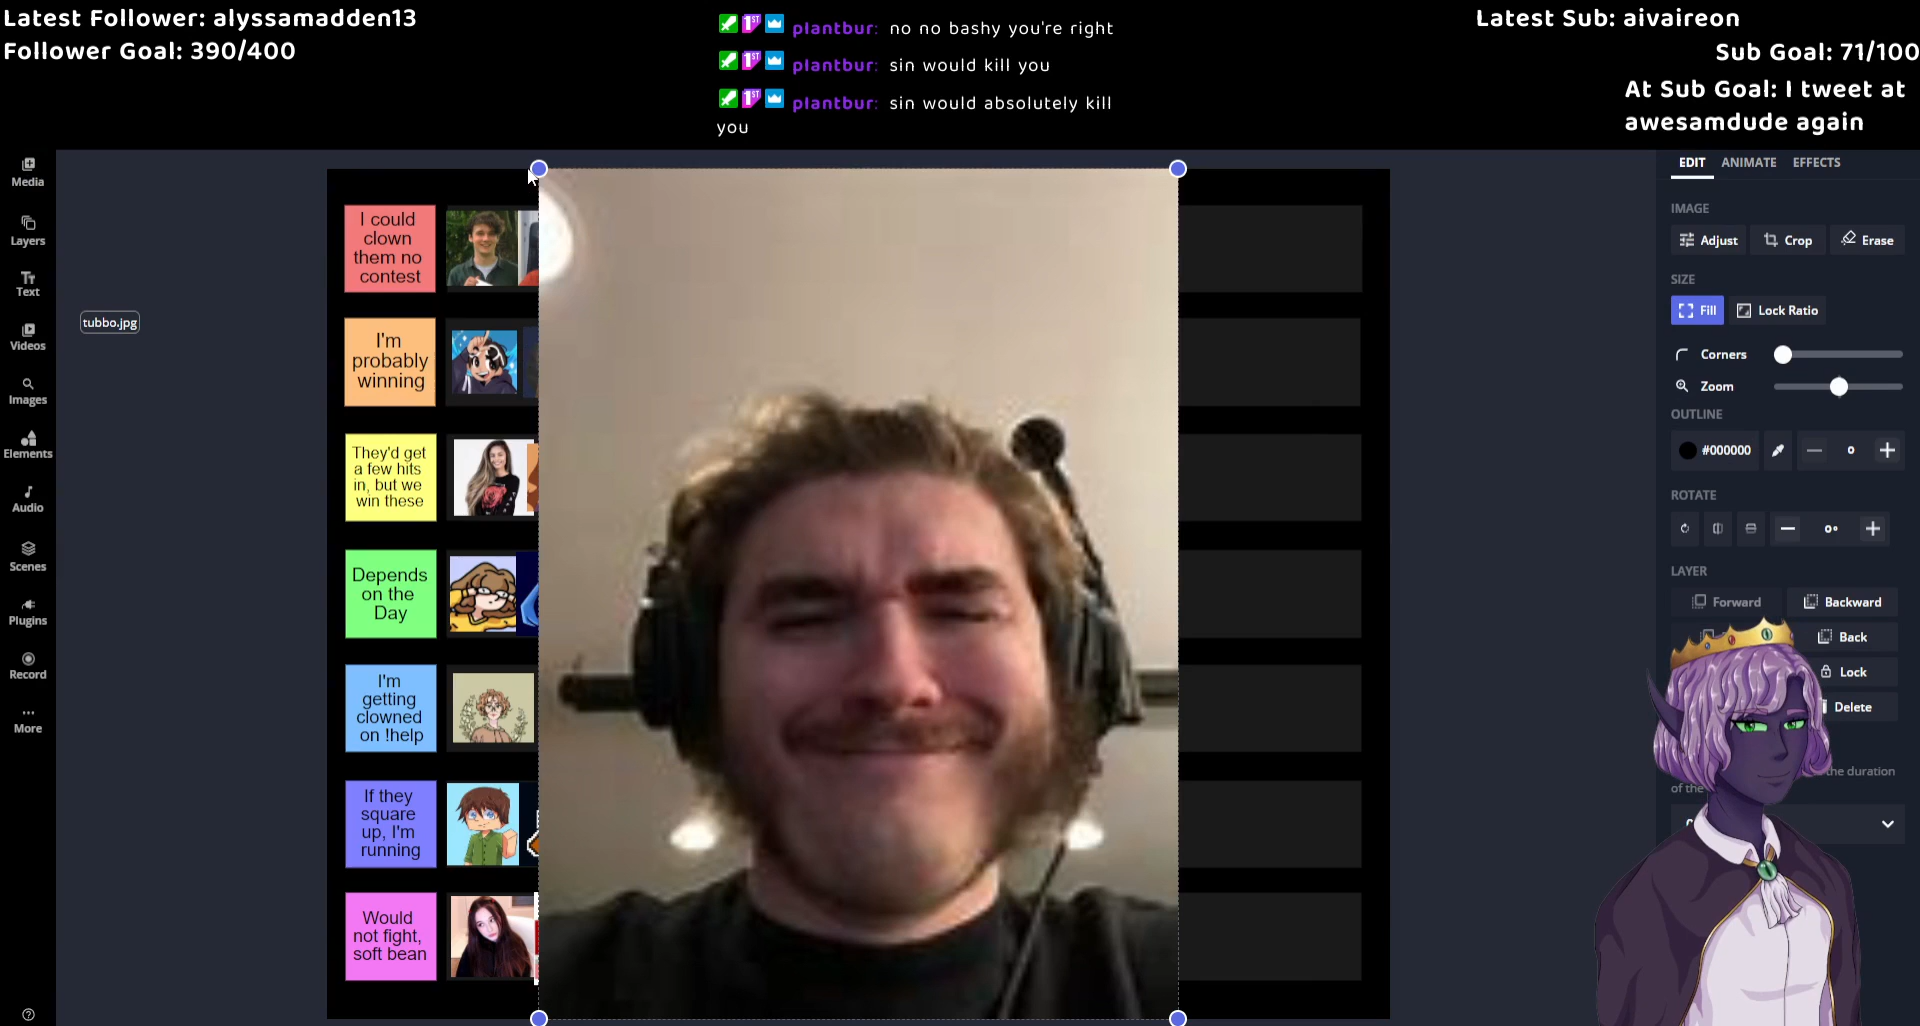 Latest Follower: alyssamadden13
Follower Goal: 390/400
plantbur: no no bashy you're right
plantbur: sin would kill you
plantbur: sin would absolutely kill
you
Latest Sub: aivaireon
Sub Goal: 71/100
At Sub Goal: I tweet at
awesamdude again
Media
Layers
Text
Videos
Images
Elements
Audio
Scenes
Plugins
Record
More
tubbo.jpg
I could
clown
them no
contest
I'm
probably
winning
They'd get
a few hits
in, but we
win these
Depends
on the
Day
I'm
getting
clowned
on !help
If they
square
up, I'm
running
Would
not fight,
soft bean
EDIT ANIMATE EFFECTS
IMAGE
Adjust Crop Erase
SIZE
Fill Lock Ratio
Corners
Zoom
OUTLINE
#000000 0
ROTATE
0°
LAYER
Forward Backward
Back
Lock
Delete
the duration
of the